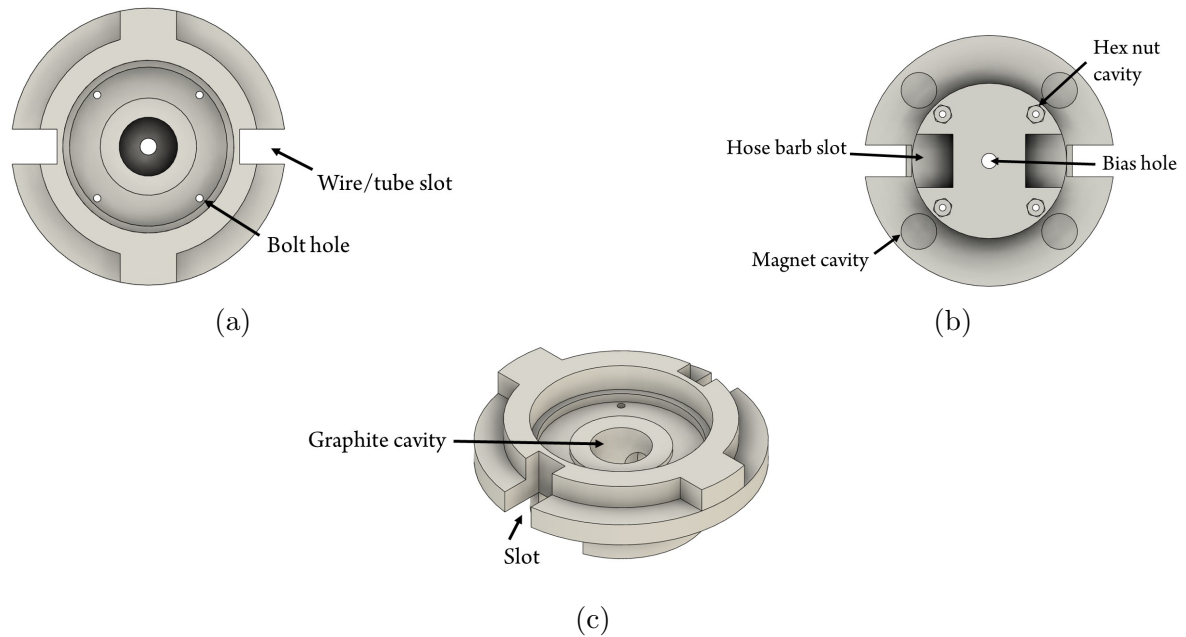 Wire/tube slot
Bolt hole
(a)
Hex nut
cavity
Hose barb slot
Bias hole
Magnet cavity
(b)
Graphite cavity
Slot
(c)